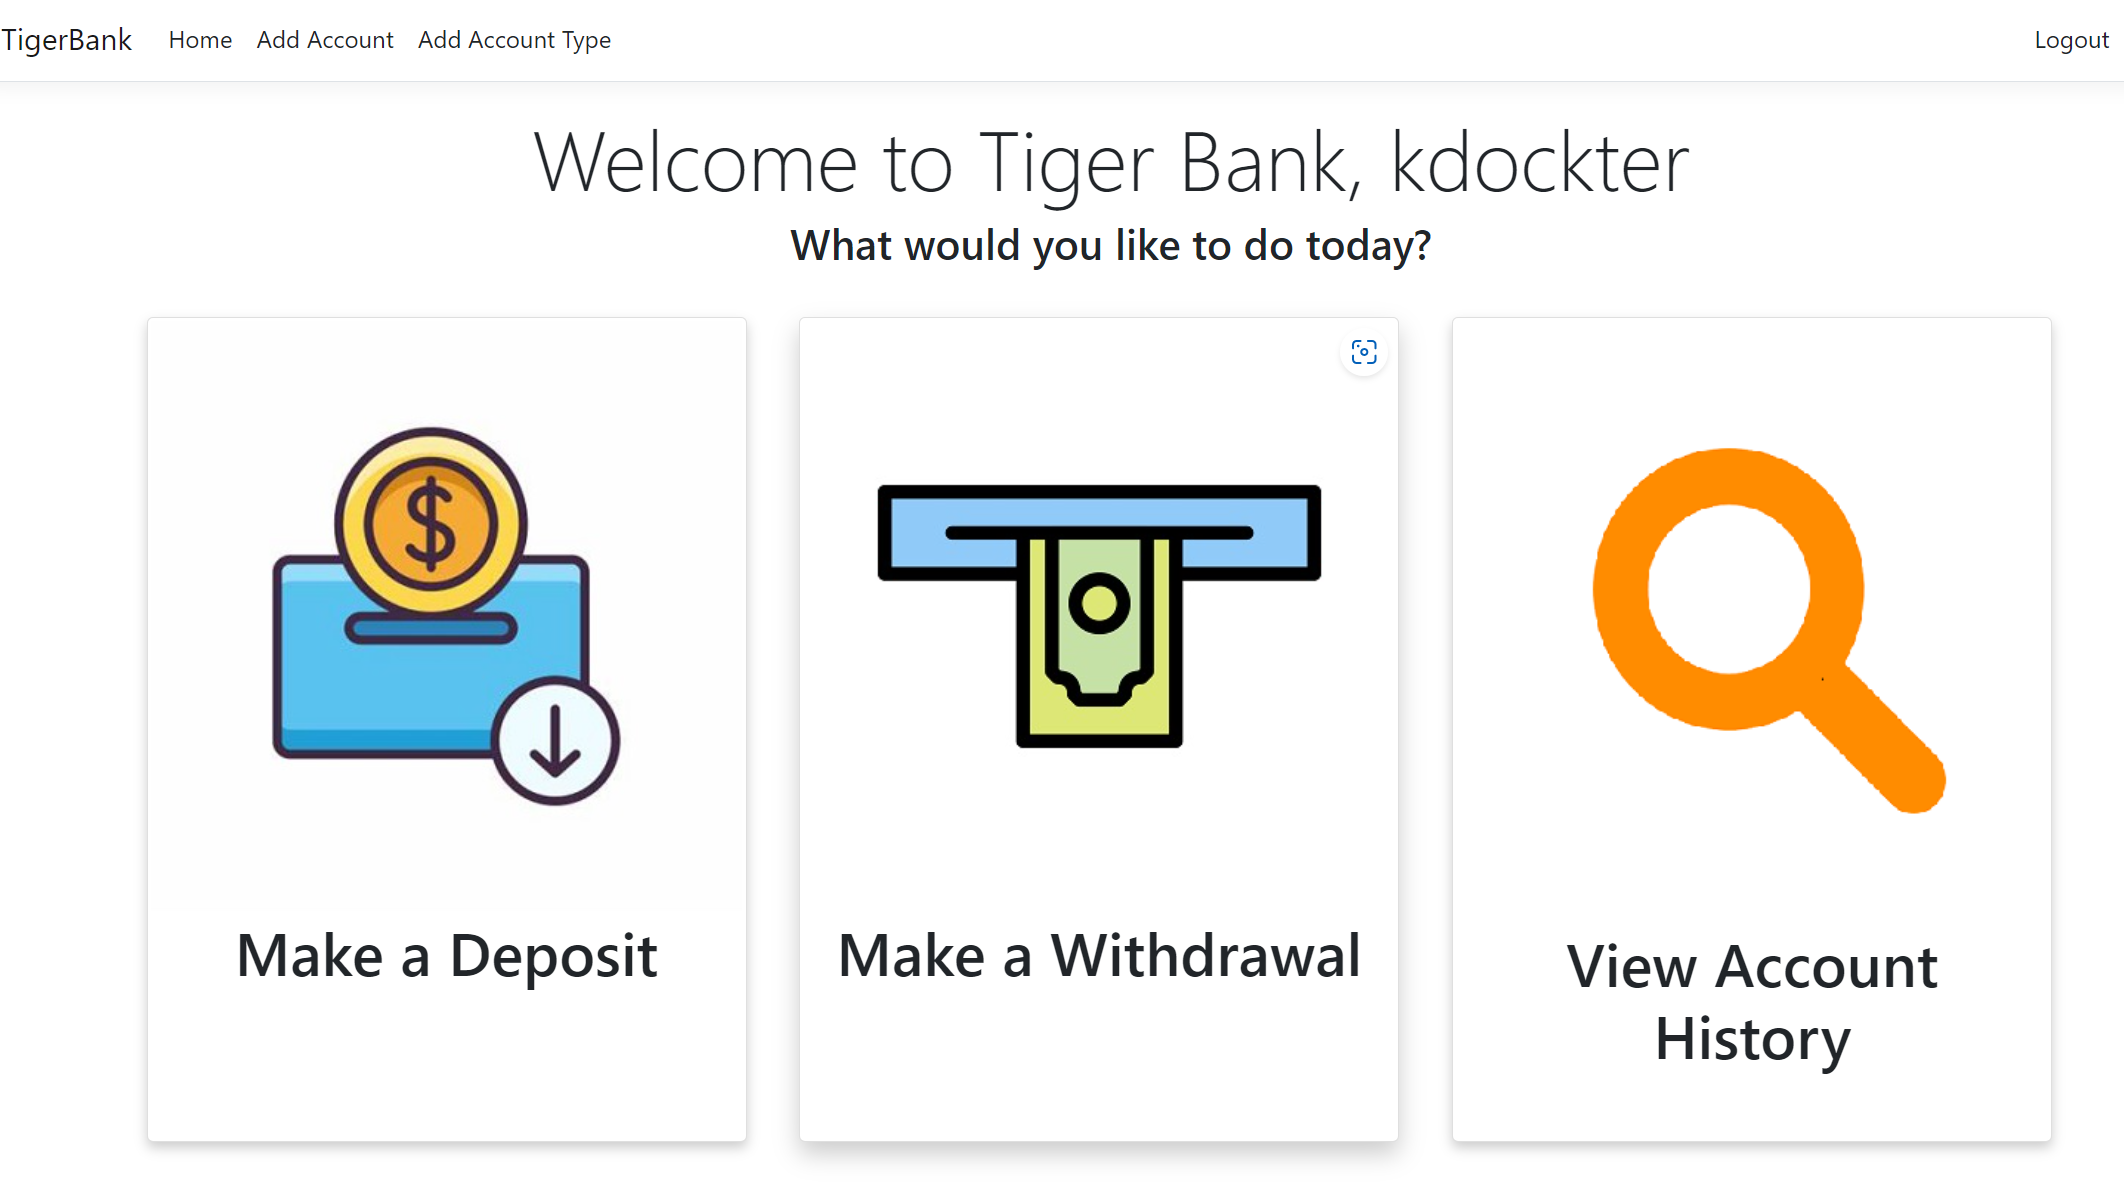 TigerBank Home Add Account Add Account Type Logout
Welcome to Tiger Bank, kdockter
What would you like to do today?
$
Make a Deposit
Make a Withdrawal
View Account
History